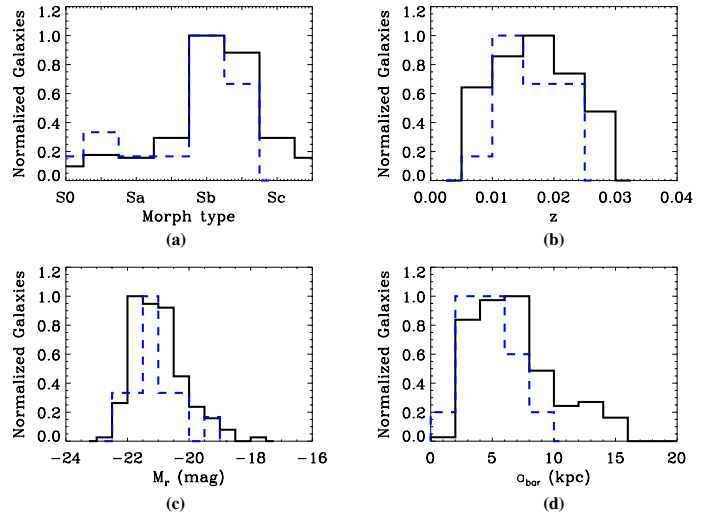 Normalized Galaxies
1.2
1.0
0.8
0.6
0.4
0.2
0.0
S0 Sa Sb Sc
Morph type
(a)
Normalized Galaxies
1.2
1.0
0.8
0.6
0.4
0.2
0.0
0.00 0.01 0.02 0.03 0.04
z
(b)
Normalized Galaxies
1.2
1.0
0.8
0.6
0.4
0.2
0.0
-24 -22 -20 -18 -16
Mr (mag)
(c)
Normalized Galaxies
1.2
1.0
0.8
0.6
0.4
0.2
0.0
0 5 10 15 20
abar (kpc)
(d)